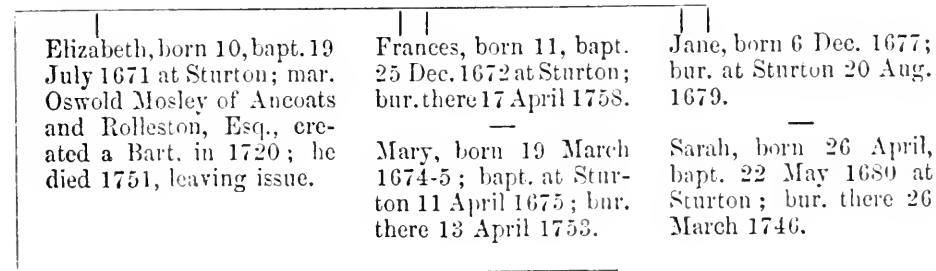 Elizabeth, born 10, bapt. 19
July 1671 at Sturton; mar.
Oswold Mosley of Ancoats
and Rolleston, Esq., cre-
ated a Bart. in 1720; he
died 1751, leaving issue.
Frances, born 11, bapt.
25 Dec. 1672 at Sturton;
bur. there 17 April 1758.
Mary, born 19 March
1674-5; bapt. at Stur-
ton 11 April 1675; bur.
there 13 April 1753.
Jane, born 6 Dec. 1677;
bur. at Sturton 20 Aug.
1679.
Sarah, born 26 April,
bapt. 22 May 1680 at
Sturton; bur. there 26
March 1746.